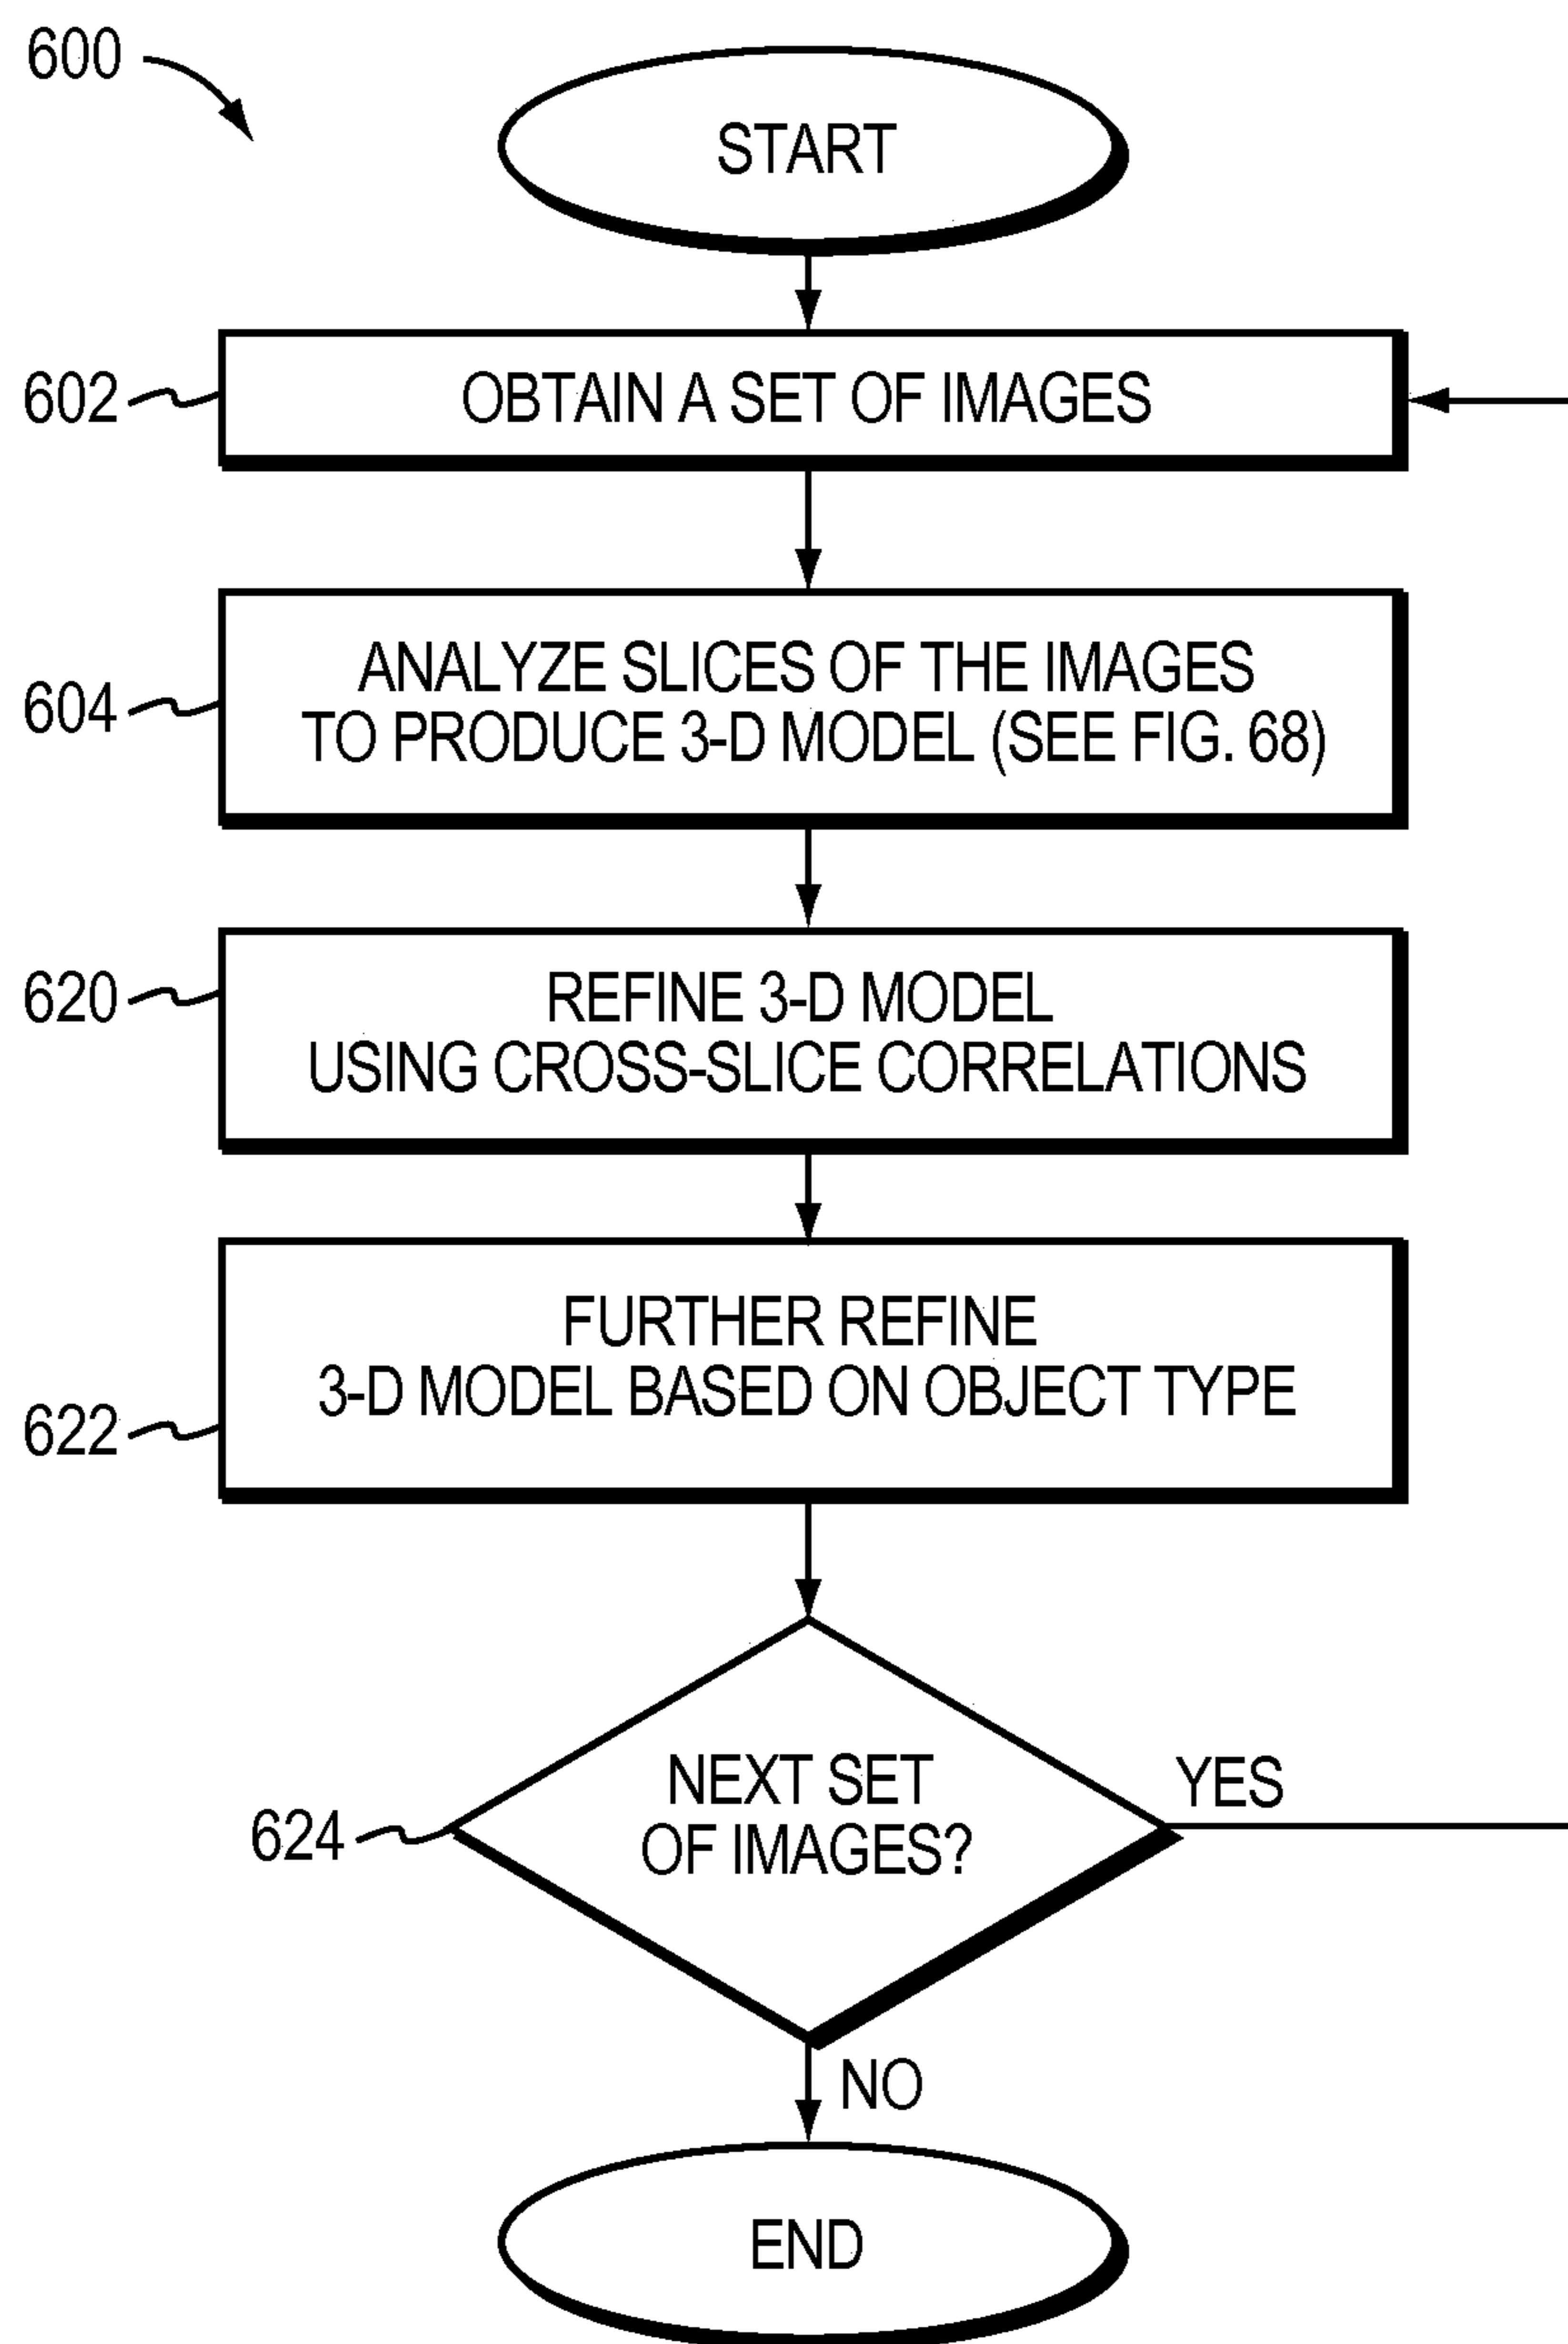 600
START
602
OBTAIN A SET OF IMAGES
604
ANALYZE SLICES OF THE IMAGES
TO PRODUCE 3-D MODEL (SEE FIG. 68)
620
REFINE 3-D MODEL
USING CROSS-SLICE CORRELATIONS
FURTHER REFINE
3-D MODEL BASED ON OBJECT TYPE
622
NEXT SET
OF IMAGES?
YES
624
NO
END